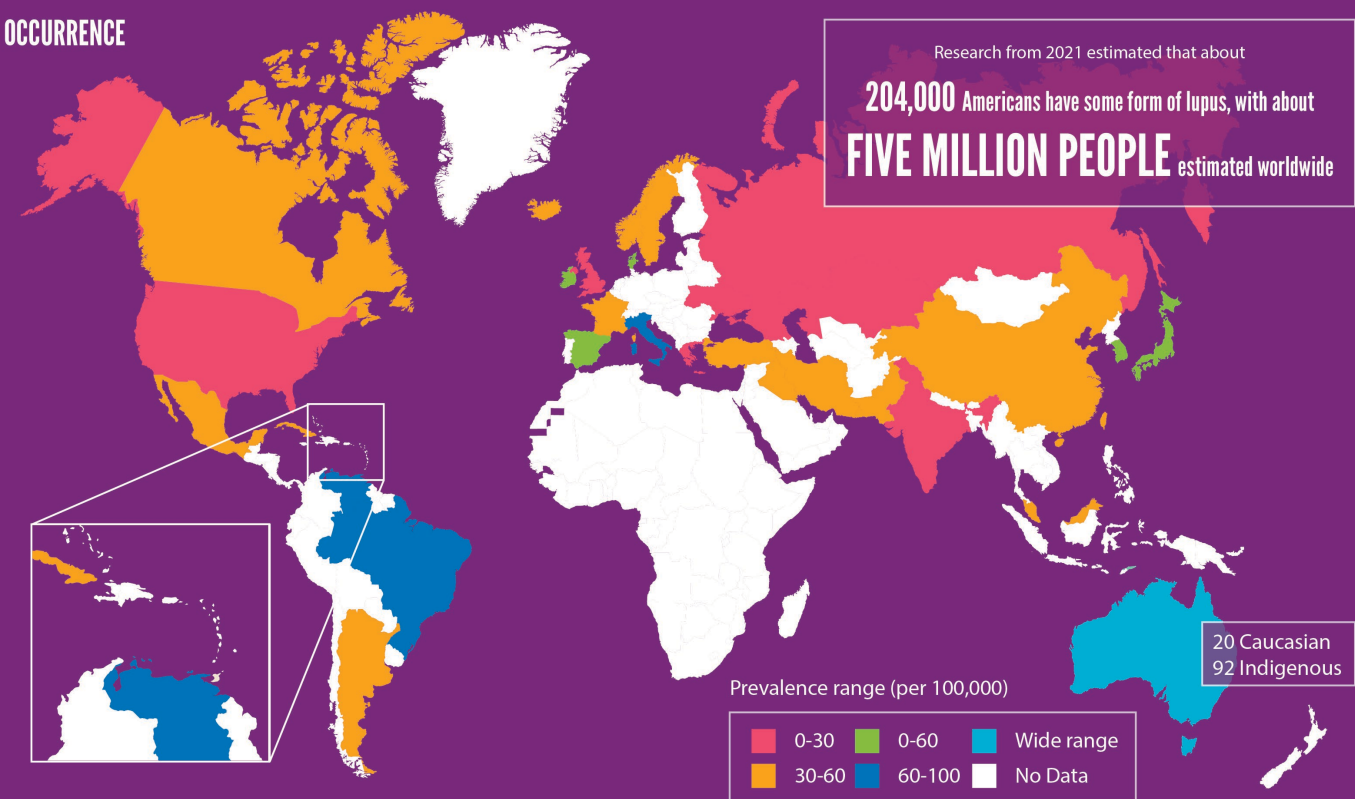 OCCURRENCE
Research from 2021 estimated that about
204,000 Americans have some form of lupus, with about
FIVE MILLION PEOPLE estimated worldwide
20 Caucasian
92 Indigenous
Prevalence range (per 100,000)
0-30 0-60 Wide range
30-60 60-100 No Data